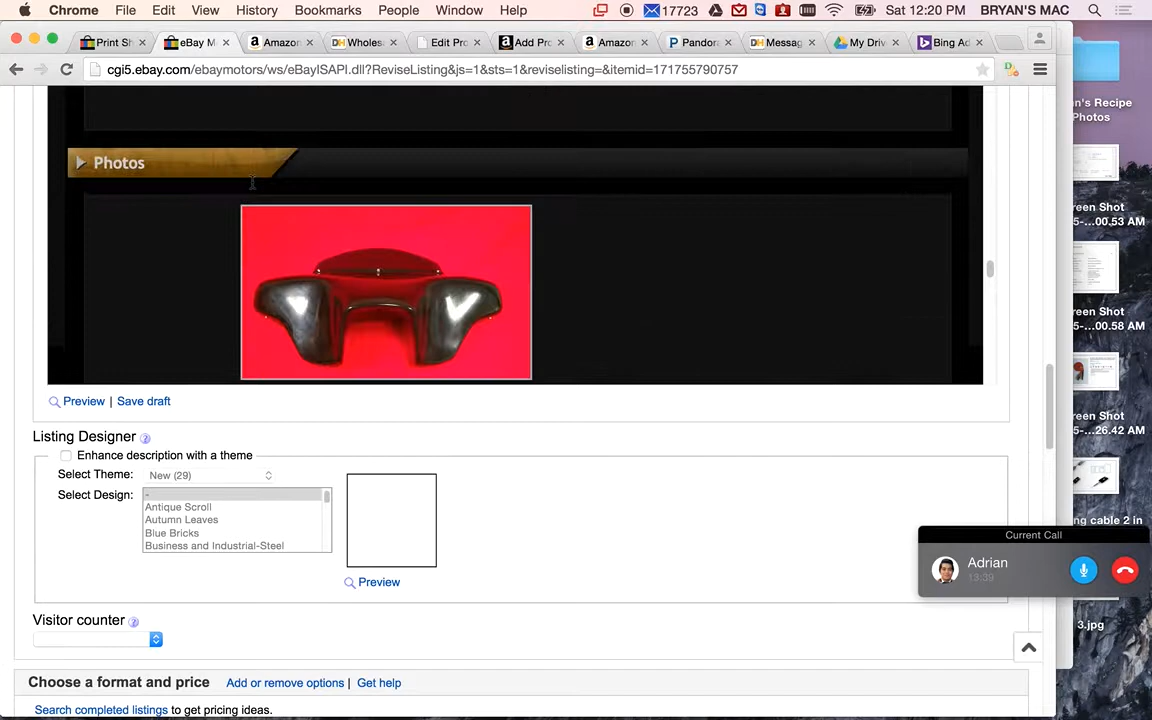 Chrome File Edit View History Bookmarks People Window Help 17723 Sat 12:20 PM BRYAN'S MAC
Print Sh eBay M Amazon Wholes Edit Pro Add Pro Amazon Pandora Messag My Driv Bing Ad
cgi5.ebay.com/ebaymotors/ws/eBayISAPI.dll?ReviseListing&js=1&sts=1&reviselisting=&itemid=171755790757
n's Recipe
Photos
Photos
reen Shot
5-...00.53 AM
reen Shot
5-...00.58 AM
Preview | Save draft
reen Shot
5-...26.42 AM
Listing Designer
Enhance description with a theme
Select Theme: New (29)
Select Design: -
Antique Scroll
Autumn Leaves
Blue Bricks
Business and Industrial-Steel
ng cable 2 in
Current Call
Adrian
13:39
Preview
Visitor counter
3.jpg
Choose a format and price Add or remove options | Get help
Search completed listings to get pricing ideas.